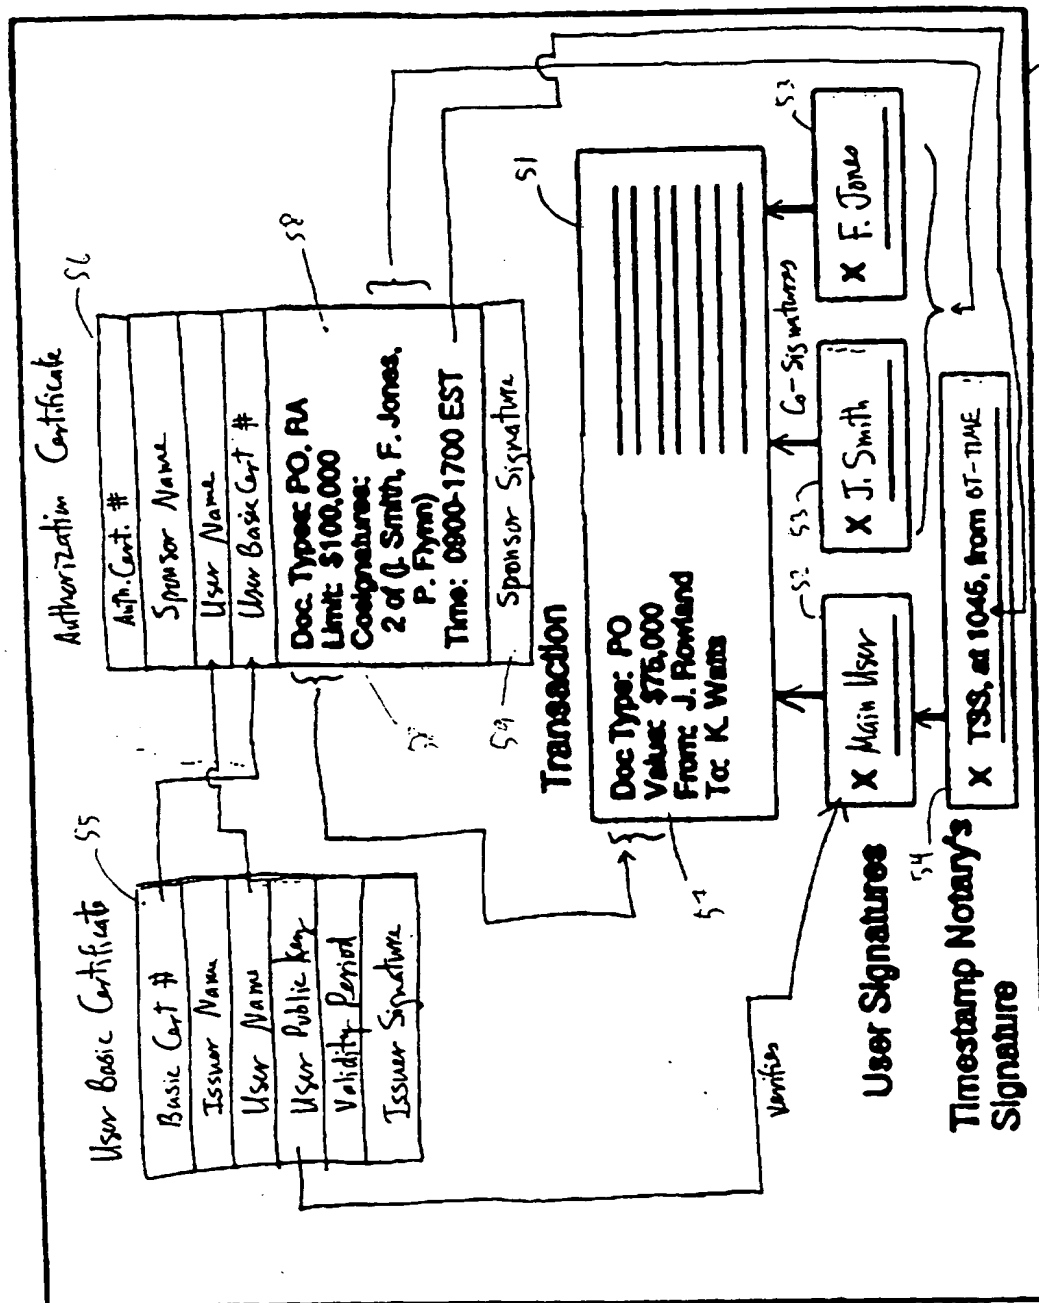 User Basic Certificate
55
Basic Cert #
Issuer Name
User Name
User Public Key
Validity Period
Issuer Signature
Authorization Certificate
56
Auth. Cert. #
Sponsor Name
User Name
User Basic Cert #
Doc. Types: PO, RA
Limit: $100,000
Cosignatures:
2 of (J. Smith, F. Jones,
P. Flynn)
Time: 0900-1700 EST
58
Sponsor Signature
59
Transaction
51
Doc Type: PO
Value: $75,000
From: J. Rowland
To: K. Watts
57
verifies
Co-Signatures
User Signatures
52
X Main User
53
X J. Smith
53
X F. Jones
Timestamp Notary's
Signature
54
X TSS, at 1045, from